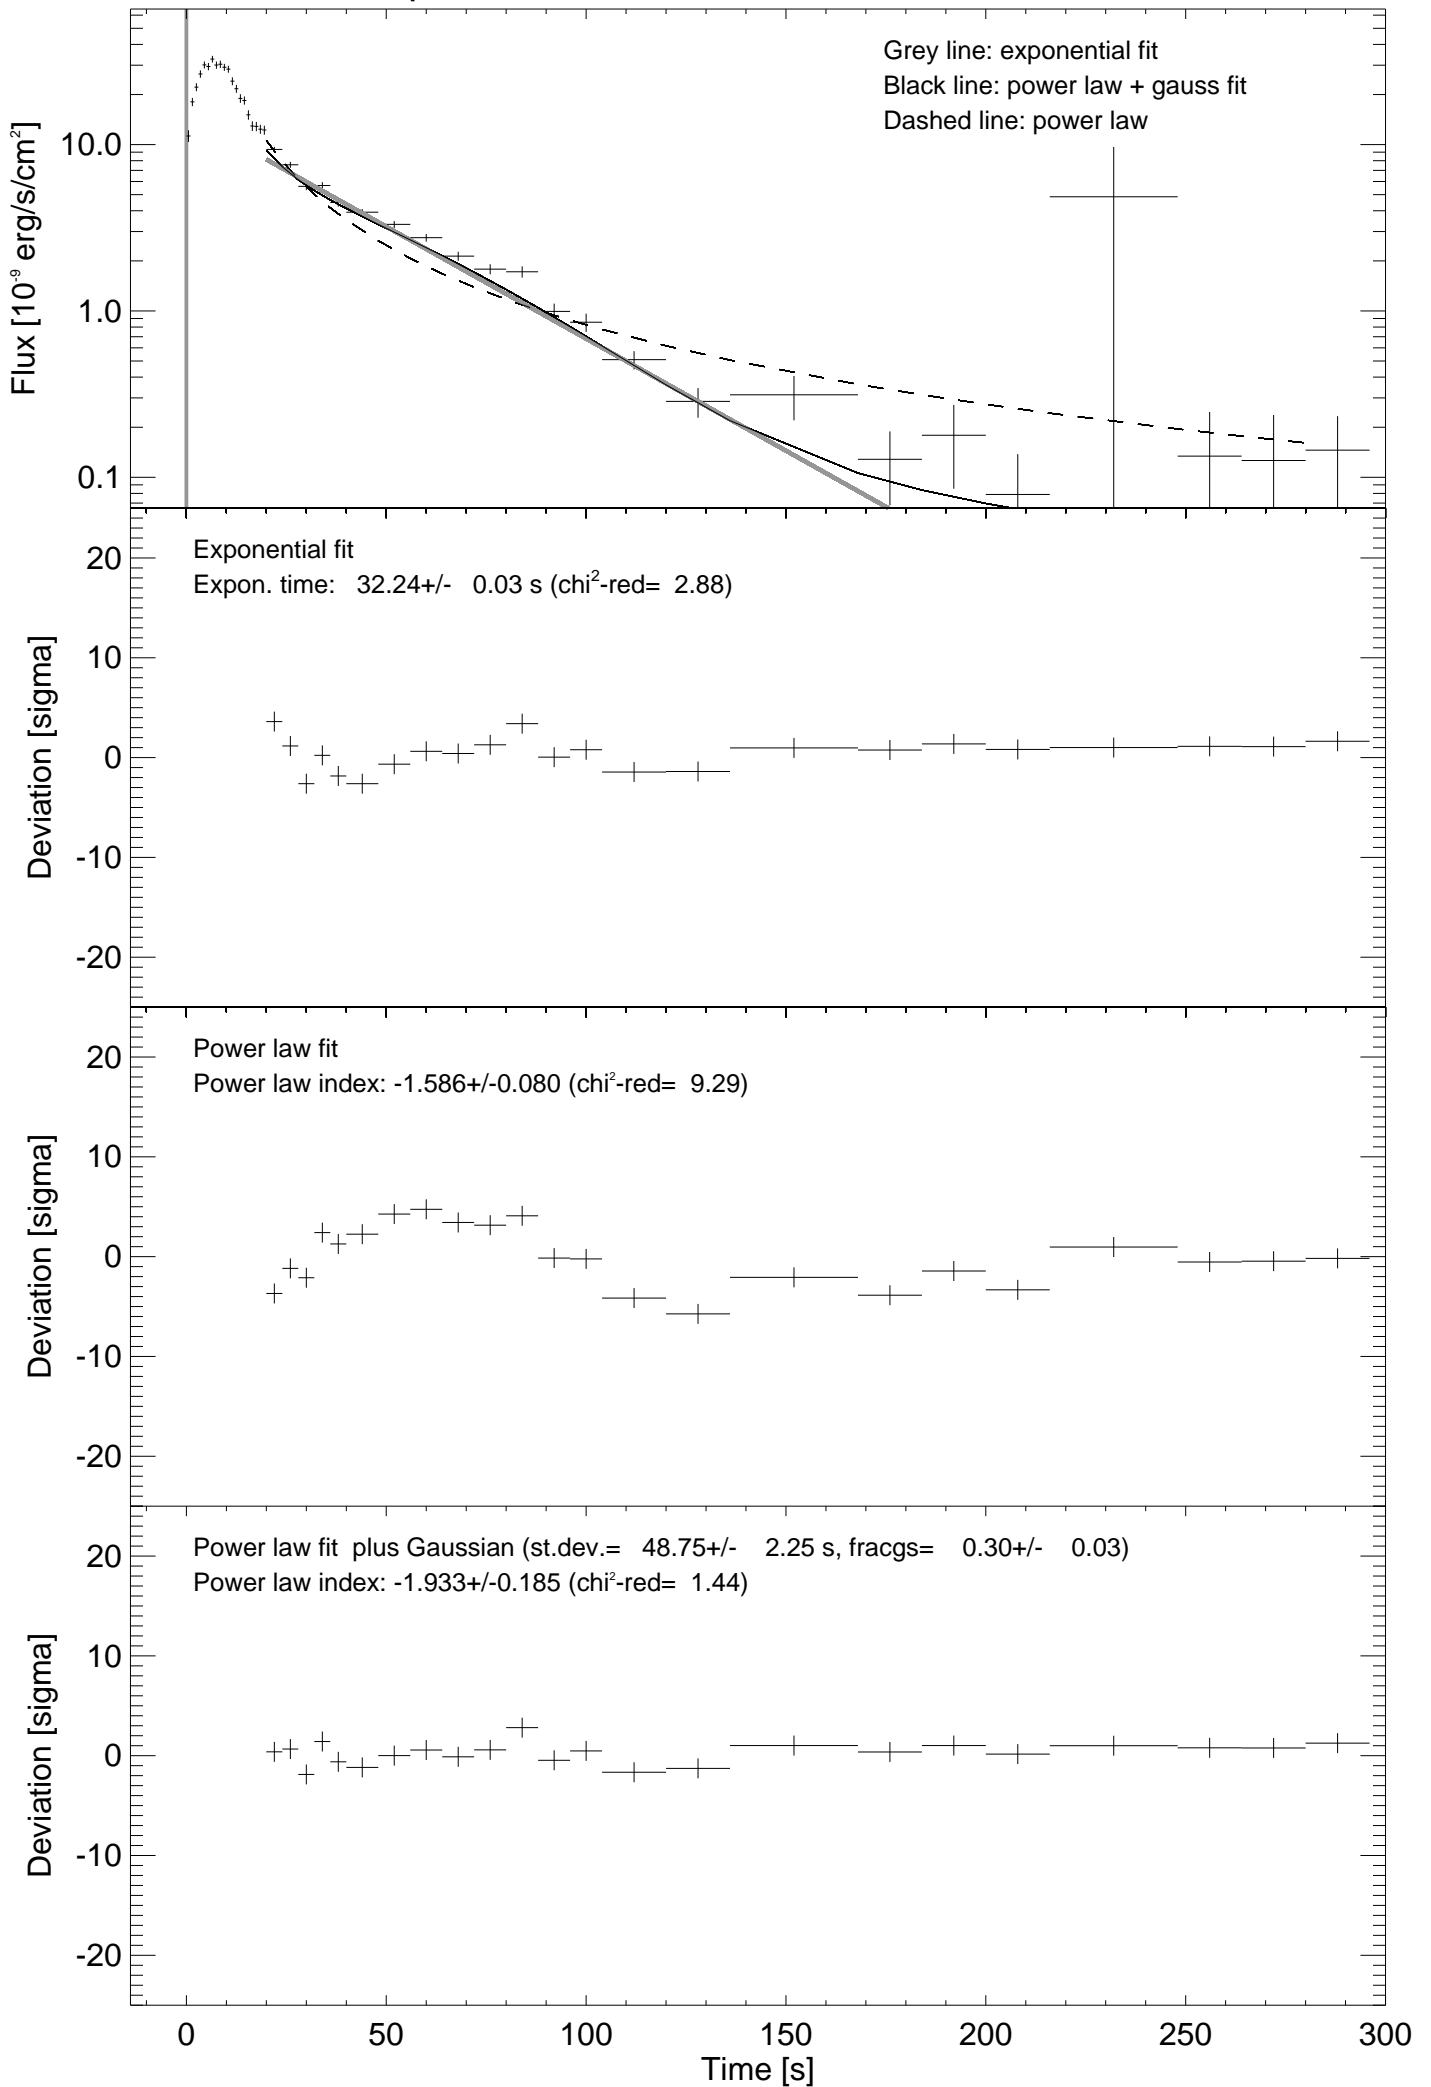 Grey line: exponential fit
Black line: power law + gauss fit
Dashed line: power law
Flux [10⁻⁹ erg/s/cm²]
10.0
1.0
0.1
Exponential fit
Expon. time: 32.24+/- 0.03 s (chi²-red= 2.88)
Deviation [sigma]
20
10
0
-10
-20
Power law fit
Power law index: -1.586+/-0.080 (chi²-red= 9.29)
Deviation [sigma]
20
10
0
-10
-20
Power law fit plus Gaussian (st.dev.= 48.75+/- 2.25 s, fracgs= 0.30+/- 0.03)
Power law index: -1.933+/-0.185 (chi²-red= 1.44)
Deviation [sigma]
20
10
0
-10
-20
0 50 100 150 200 250 300
Time [s]